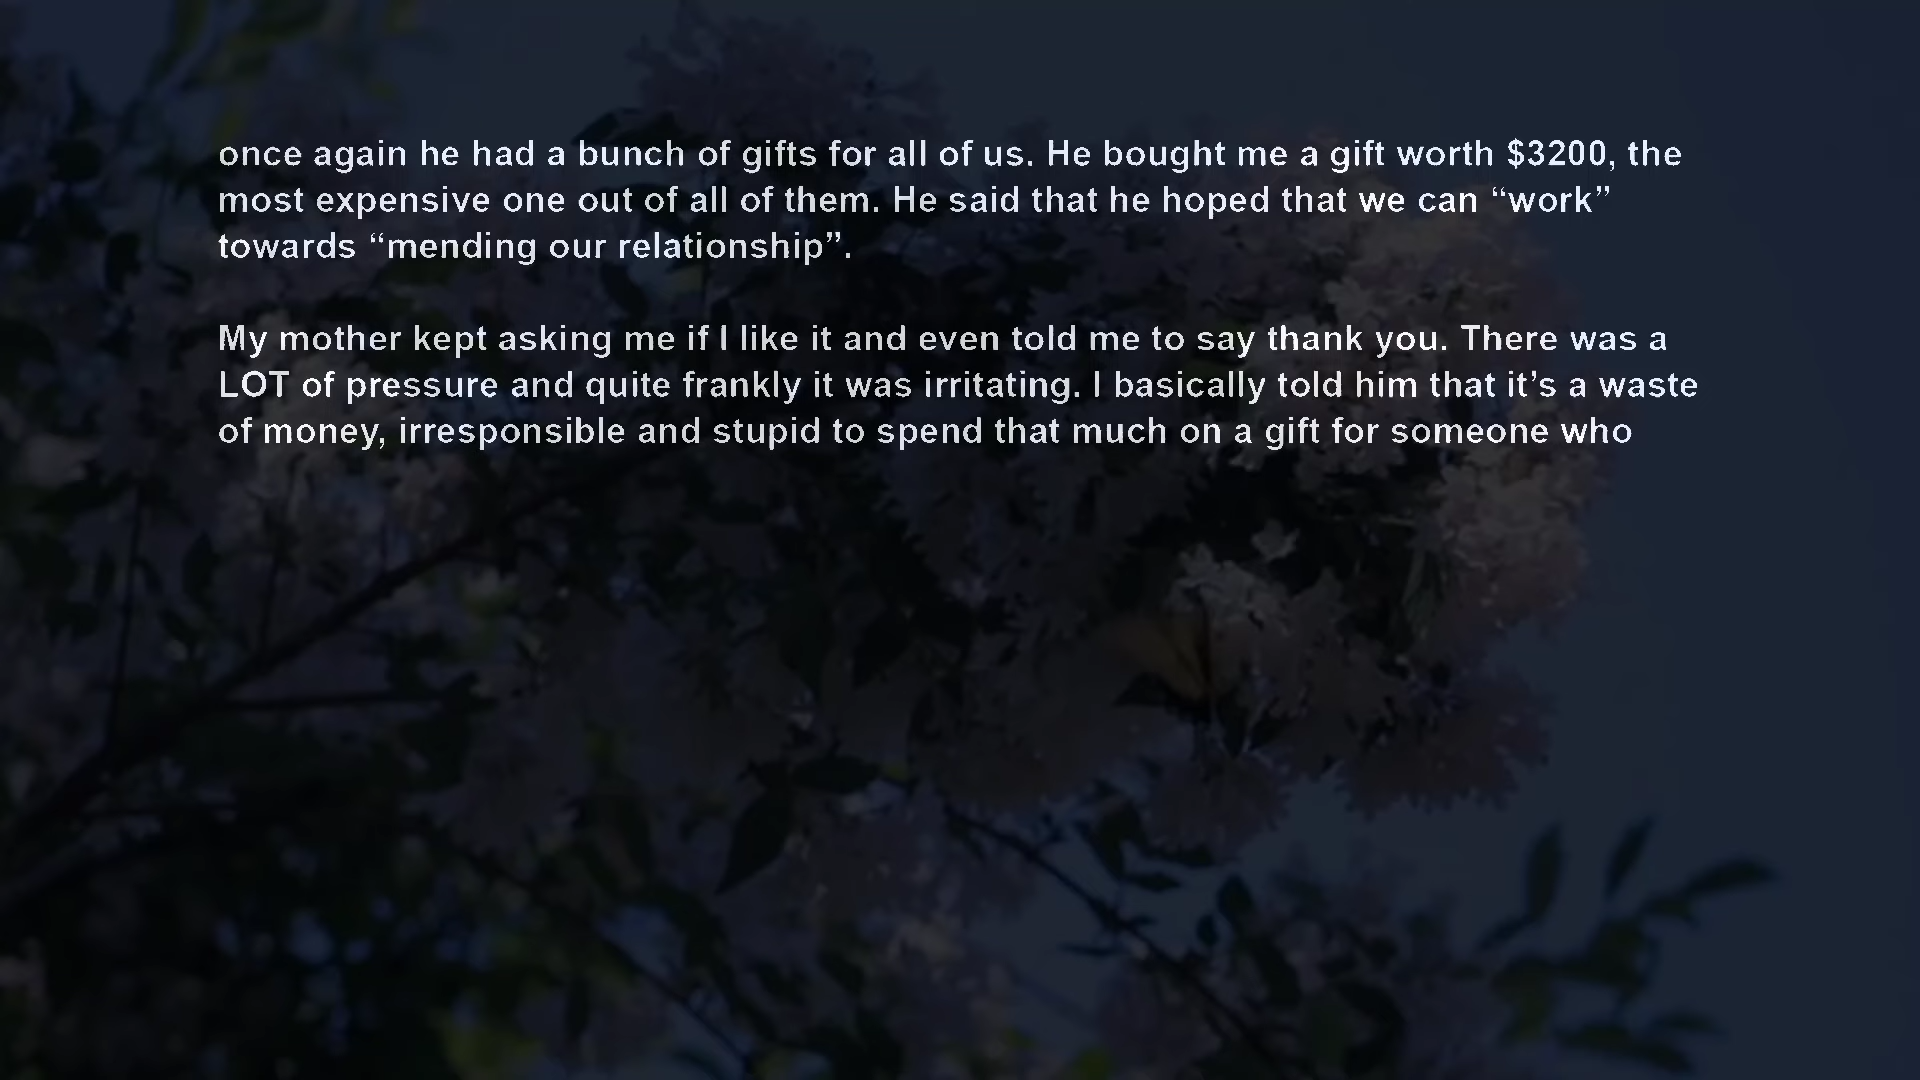 once again he had a bunch of gifts for all of us. He bought me a gift worth $3200, the
most expensive one out of all of them. He said that he hoped that we can “work”
towards “mending our relationship”.
My mother kept asking me if I like it and even told me to say thank you. There was a
LOT of pressure and quite frankly it was irritating. I basically told him that it’s a waste
of money, irresponsible and stupid to spend that much on a gift for someone who